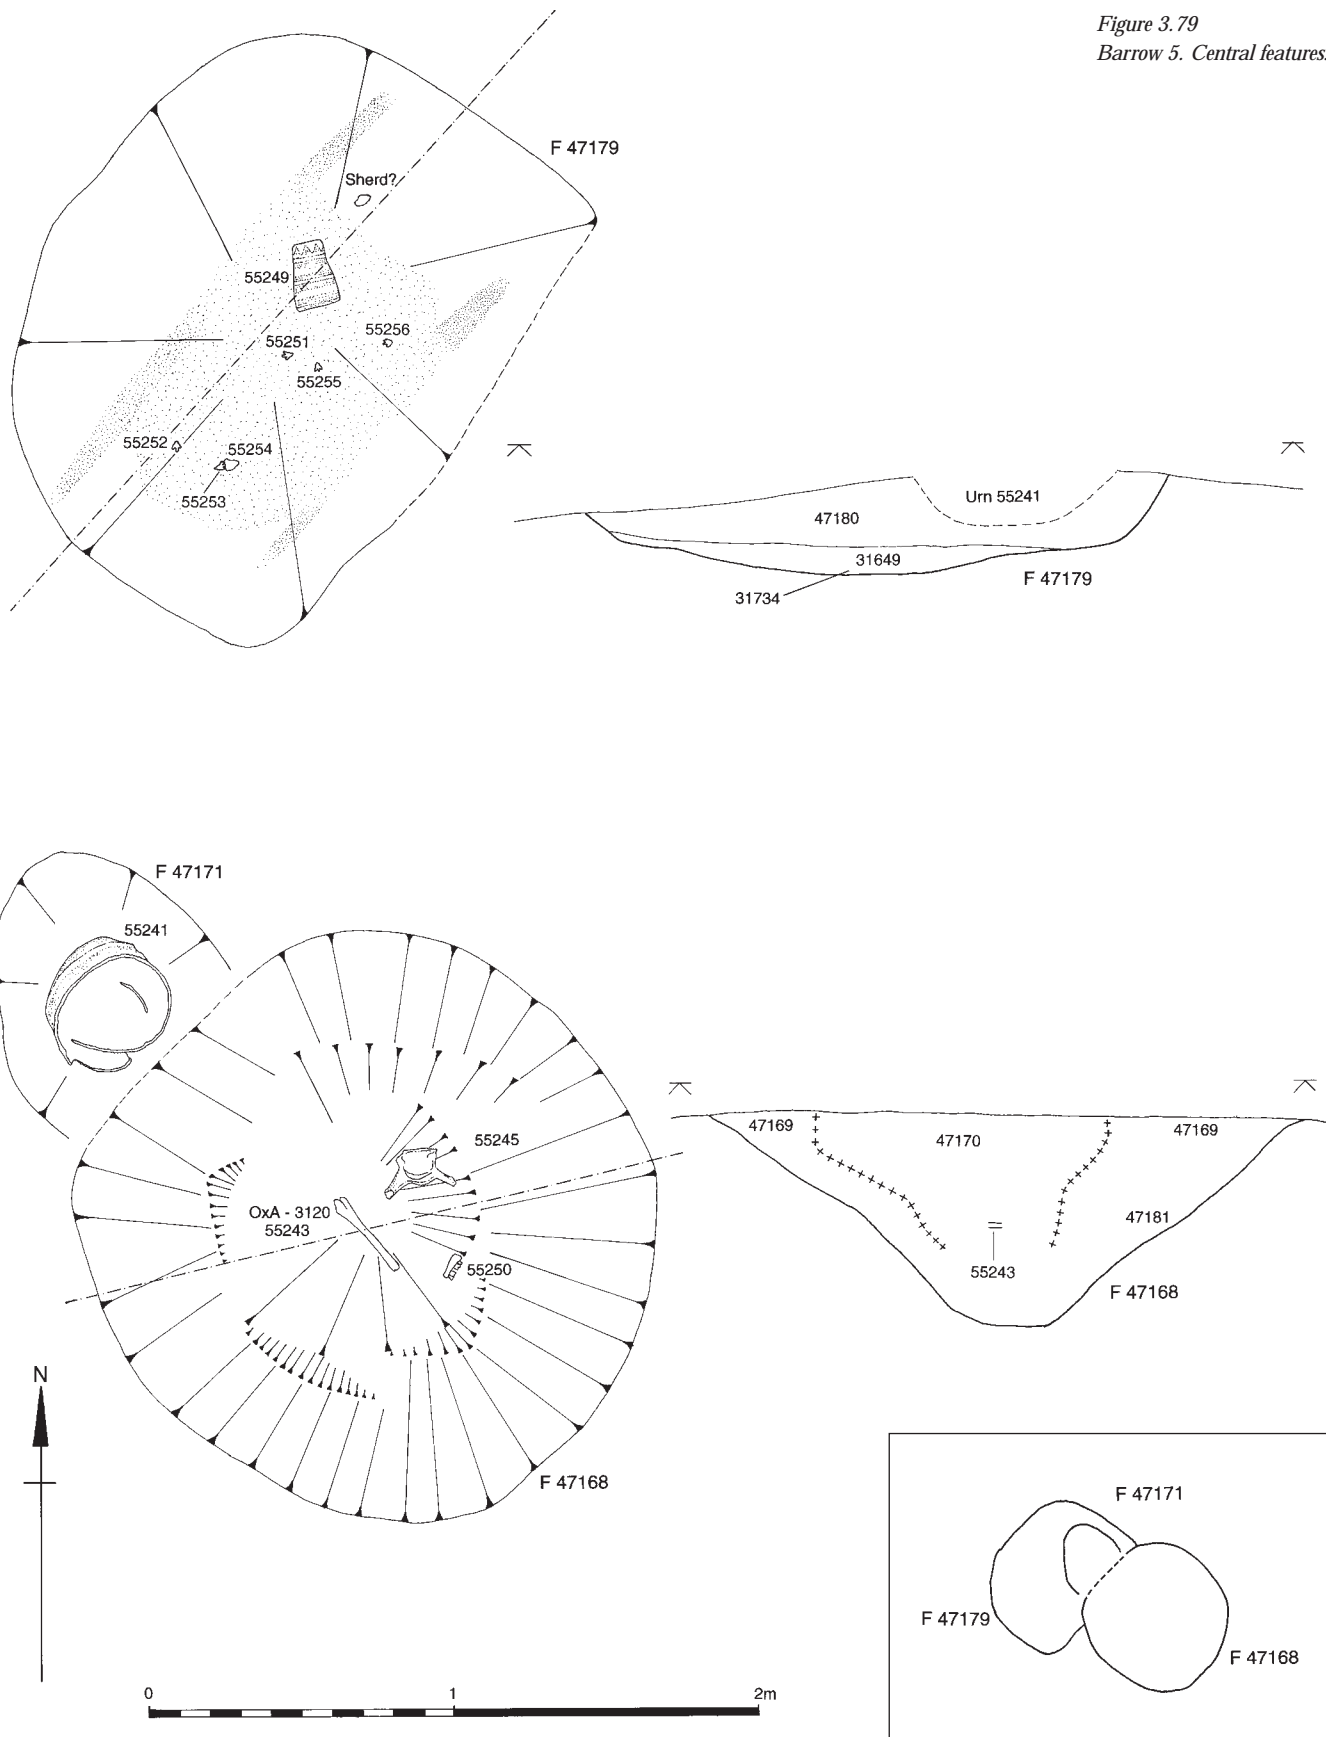 Figure 3.79
Barrow 5. Central features.
F 47179
Sherd?
55249
55251
55256
55255
55252
55254
55253
Urn 55241
47180
31649
F 47179
31734
F 47171
55241
55245
OxA - 3120
55243
55250
F 47168
47169
47170
47169
47181
55243
F 47168
N
0 1 2m
F 47171
F 47179
F 47168